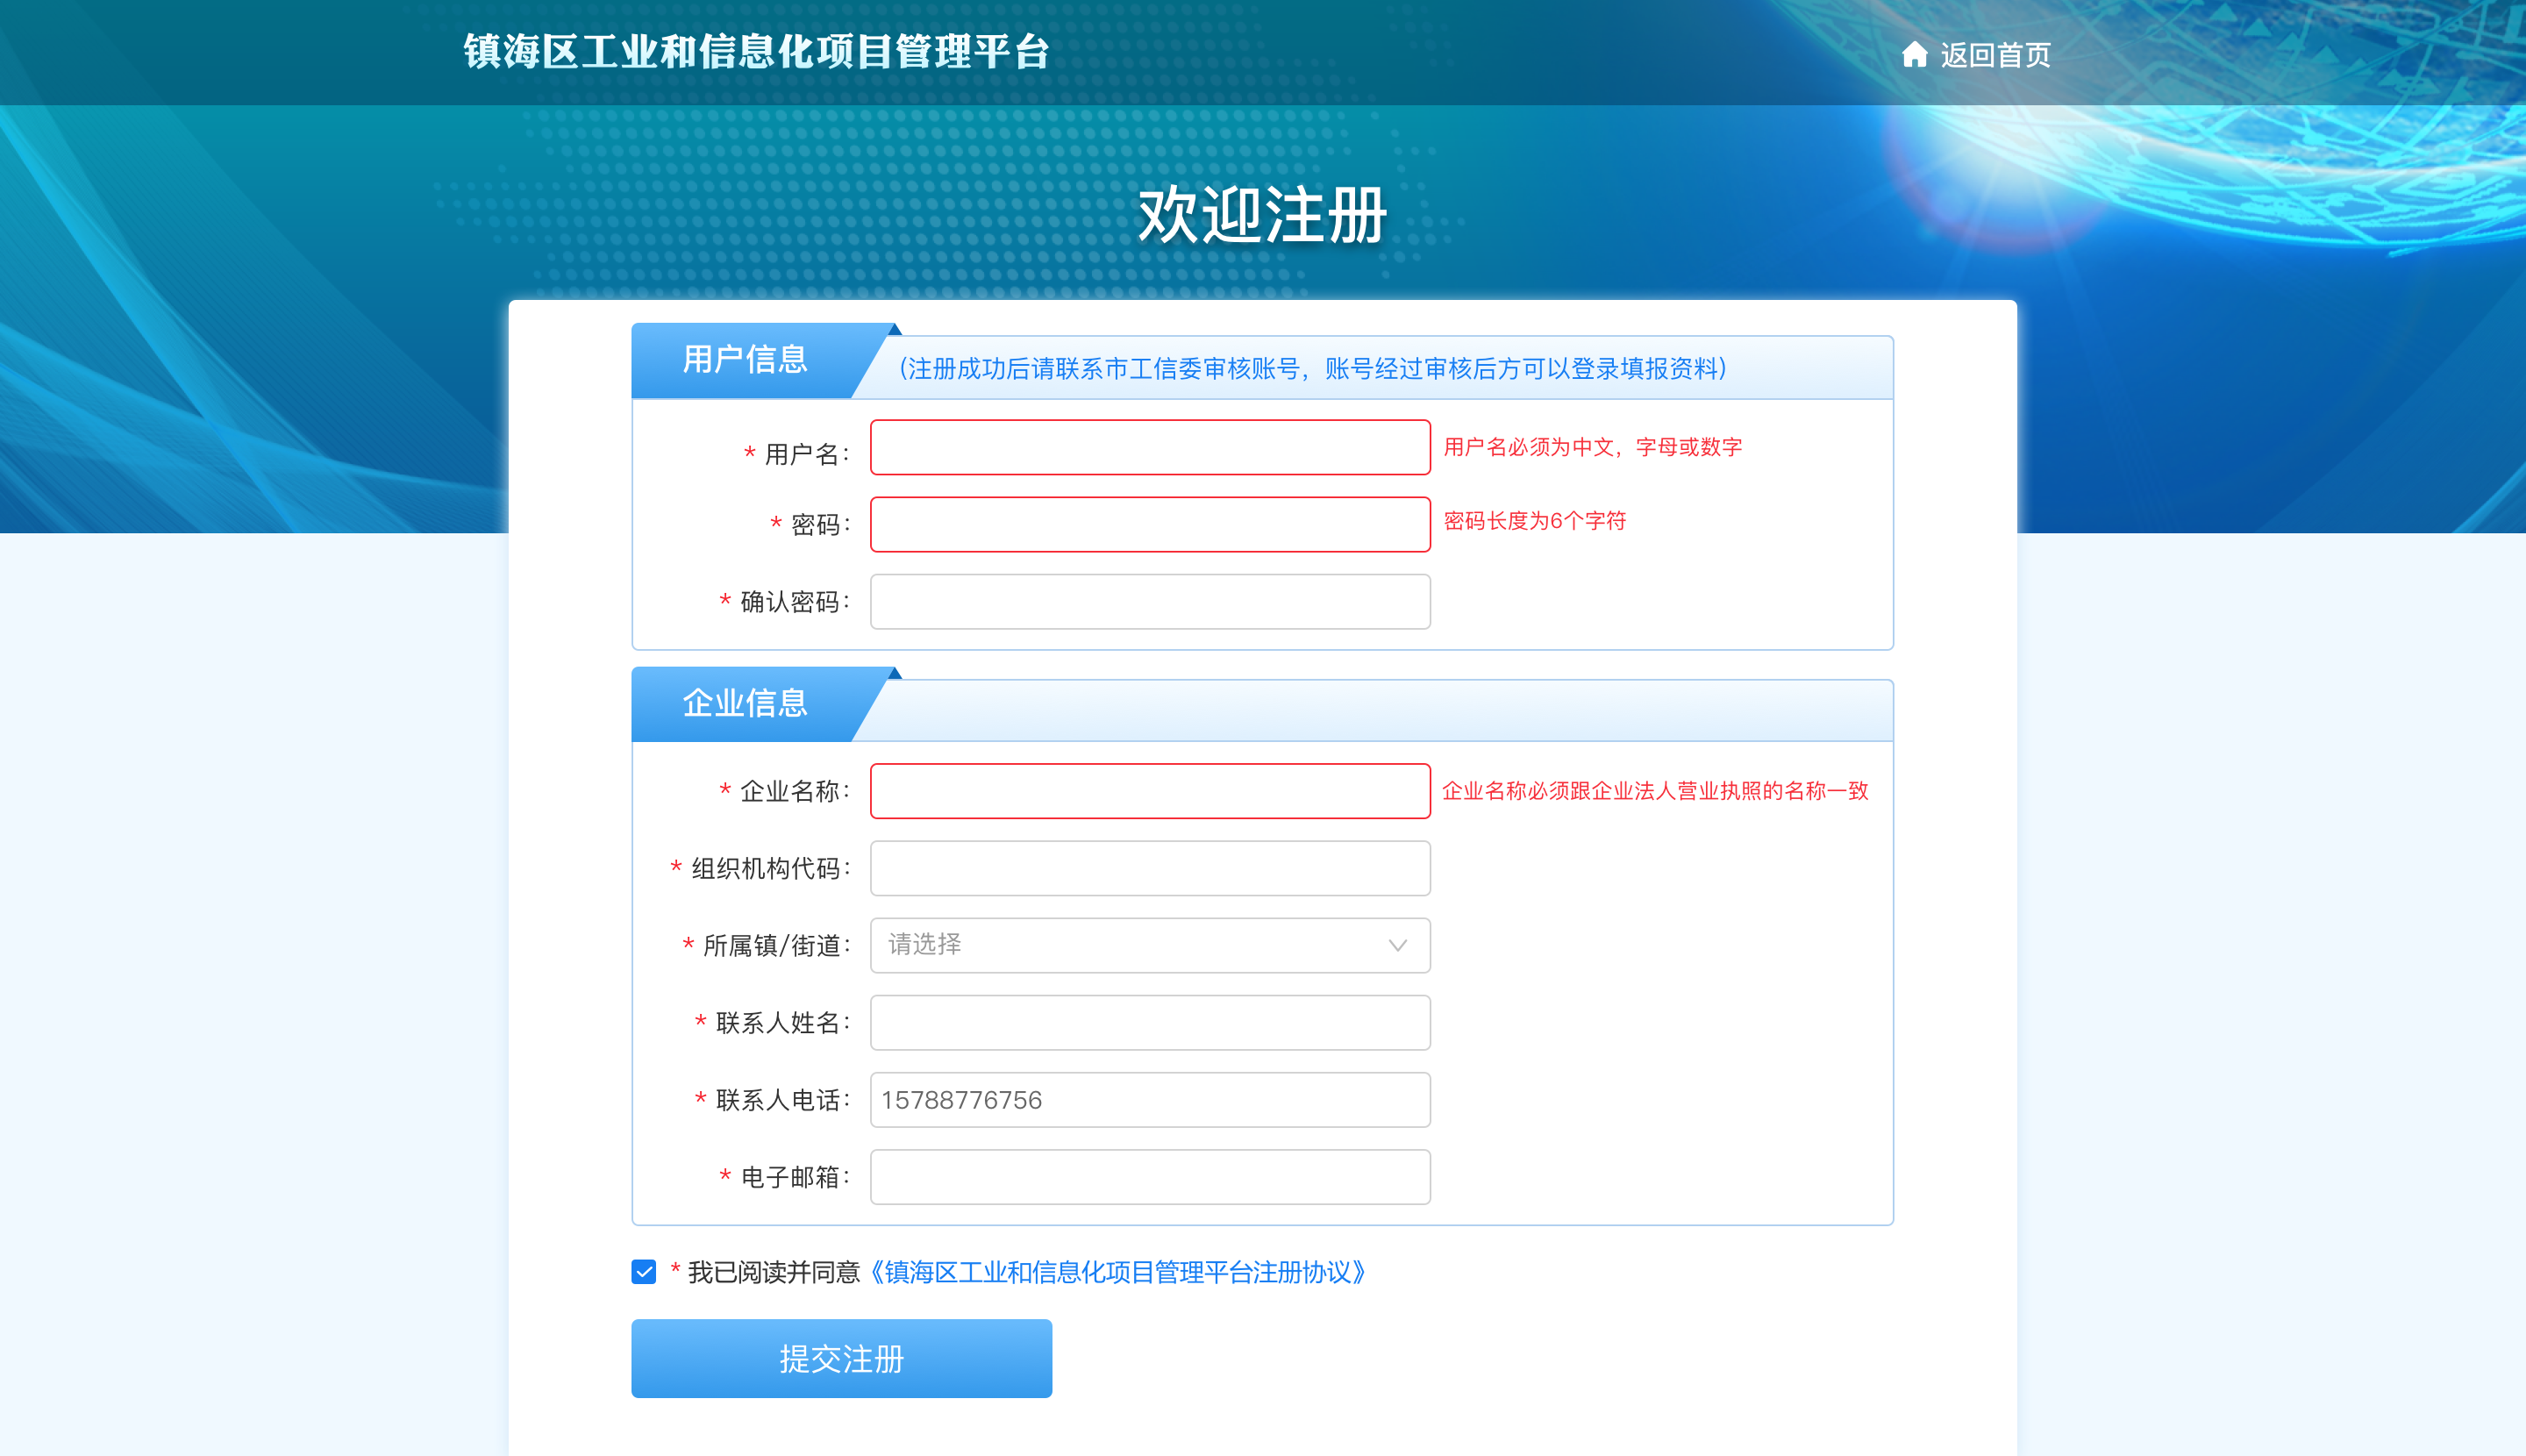 镇海区工业和信息化项目管理平台
返回首页
欢迎注册
用户信息
(注册成功后请联系市工信委审核账号，账号经过审核后方可以登录填报资料)
* 用户名：
用户名必须为中文，字母或数字
* 密码：
密码长度为6个字符
* 确认密码：
企业信息
* 企业名称：
企业名称必须跟企业法人营业执照的名称一致
* 组织机构代码：
* 所属镇/街道：
请选择
* 联系人姓名：
* 联系人电话：
15788776756
* 电子邮箱：
* 我已阅读并同意《镇海区工业和信息化项目管理平台注册协议》
提交注册